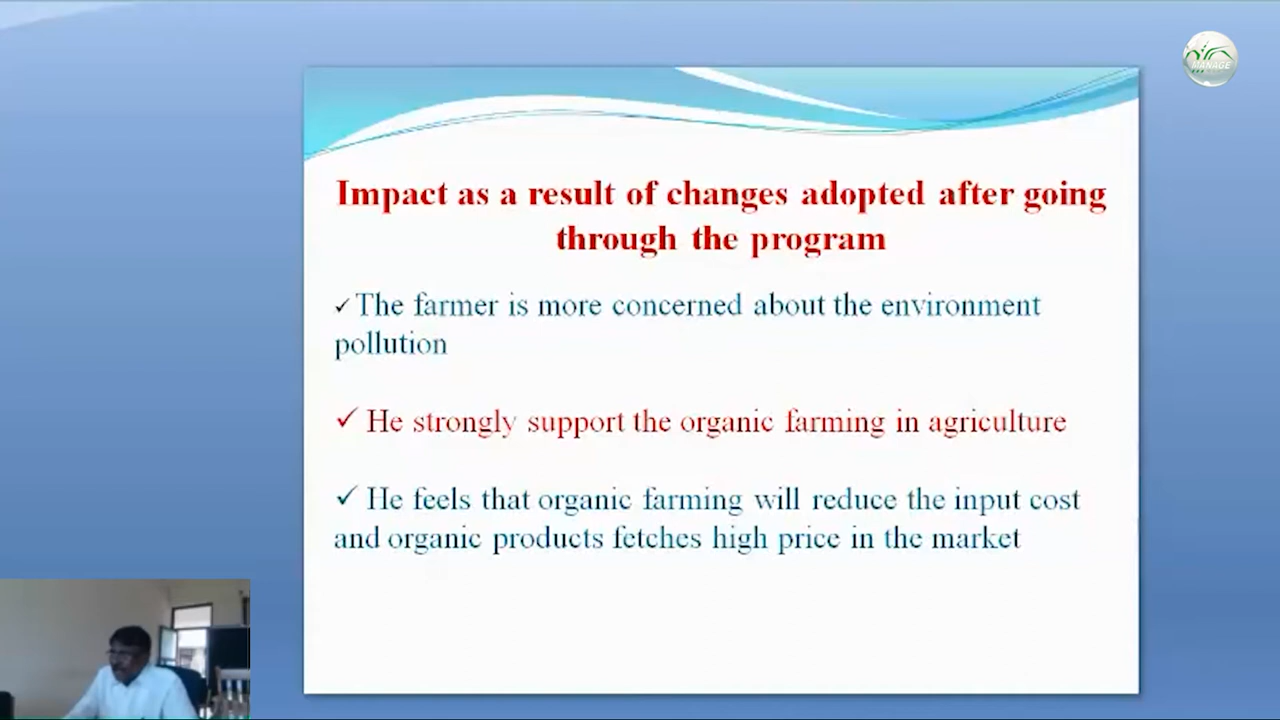 MANAGE
Impact as a result of changes adopted after going
through the program
✓ The farmer is more concerned about the environment
pollution
✓ He strongly support the organic farming in agriculture
✓ He feels that organic farming will reduce the input cost
and organic products fetches high price in the market